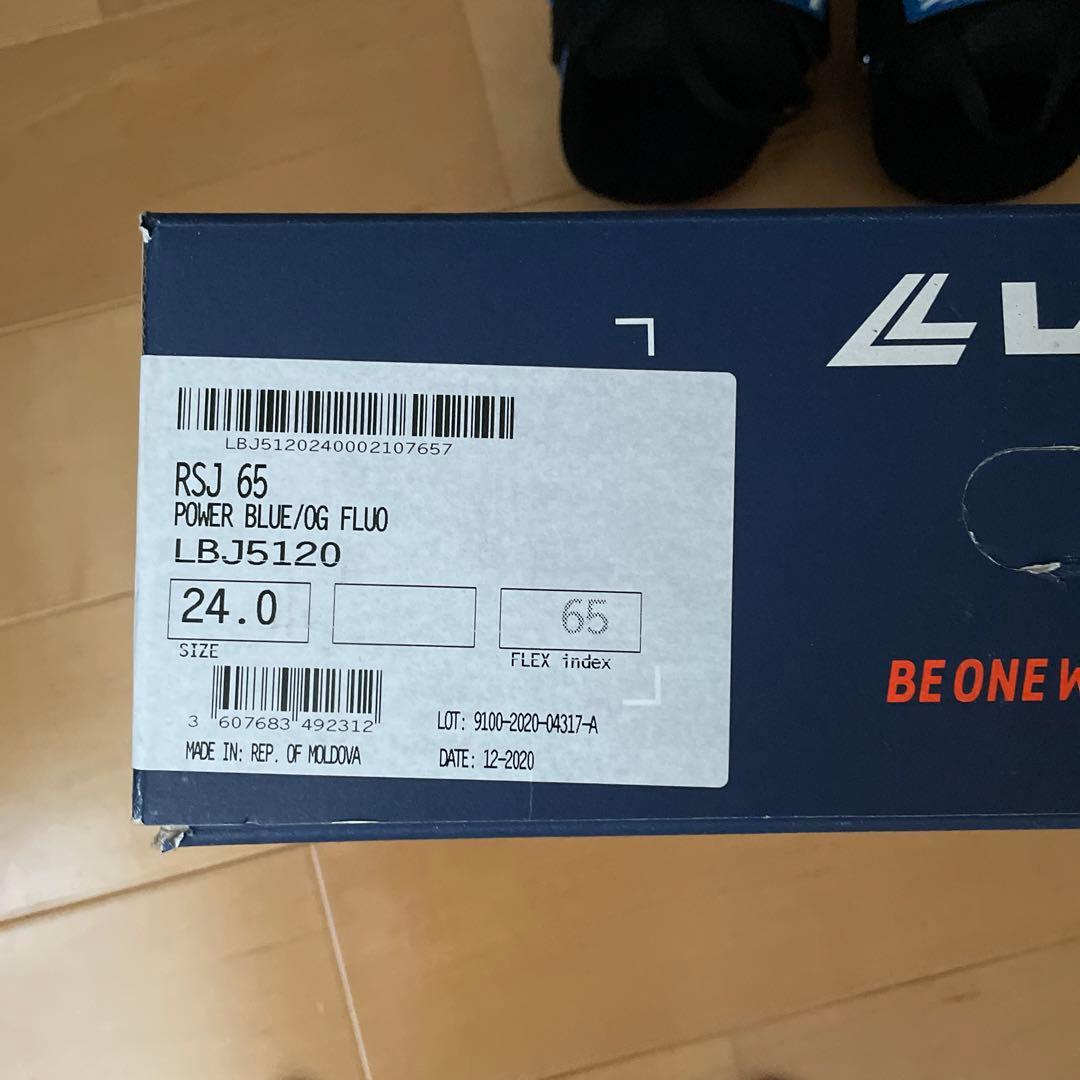 LBJ5120240002107657
RSJ 65
POWER BLUE/OG FLUO
LBJ5120
24.0
65
SIZE
FLEX index
3 607683 492312
LOT: 9100-2020-04317-A
MADE IN: REP. OF MOLDOVA
DATE: 12-2020
BE ONE